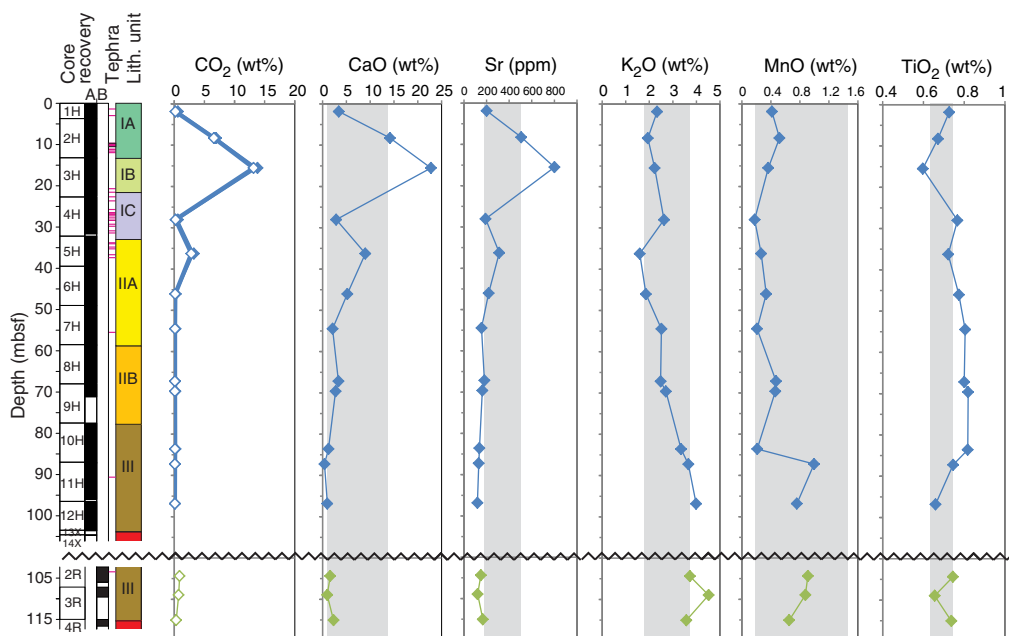 Core
recovery
Tephra
Lith. unit
A B
CO2 (wt%)
CaO (wt%)
Sr (ppm)
K2O (wt%)
MnO (wt%)
TiO2 (wt%)
0 5 10 15 20
0 5 10 15 20 25
0 200 400 600 800
0 1 2 3 4 5
0 0.4 0.8 1.2 1.6
0.4 0.6 0.8 1
Depth (mbsf)
0
10
20
30
40
50
60
70
80
90
100
105
115
1H
2H
3H
4H
5H
6H
7H
8H
9H
10H
11H
12H
13X
14X
2R
3R
4R
IA
IB
IC
IIA
IIB
III
III